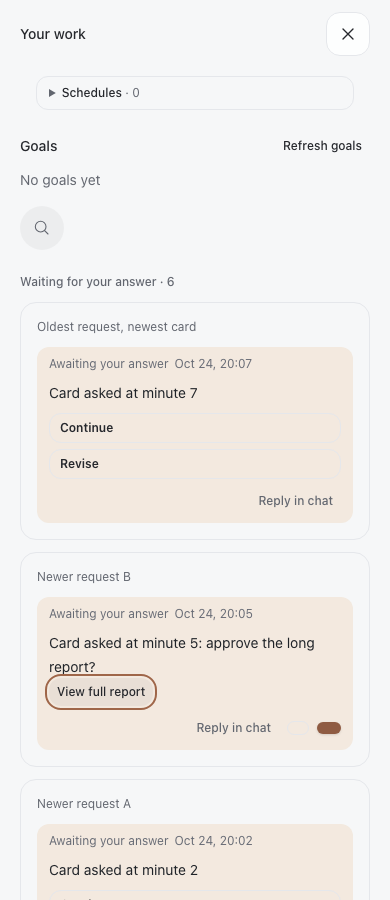 Your work
Schedules · 0
Goals
Refresh goals
No goals yet
Waiting for your answer · 6
Oldest request, newest card
Awaiting your answer Oct 24, 20:07
Card asked at minute 7
Continue
Revise
Reply in chat
Newer request B
Awaiting your answer Oct 24, 20:05
Card asked at minute 5: approve the long
report?
View full report
Reply in chat
Newer request A
Awaiting your answer Oct 24, 20:02
Card asked at minute 2